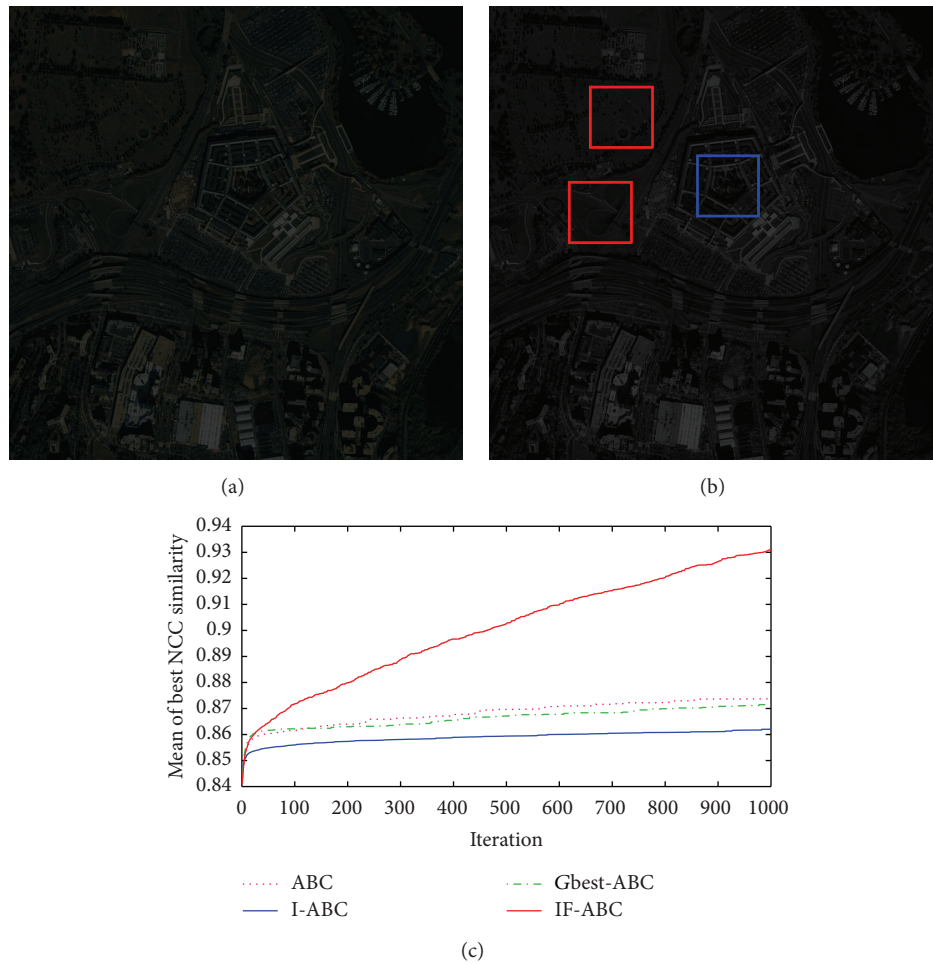 (a)
(b)
Mean of best NCC similarity
0.94
0.93
0.92
0.91
0.9
0.89
0.88
0.87
0.86
0.85
0.84
0 100 200 300 400 500 600 700 800 900 1000
Iteration
ABC
Gbest-ABC
I-ABC
IF-ABC
(c)